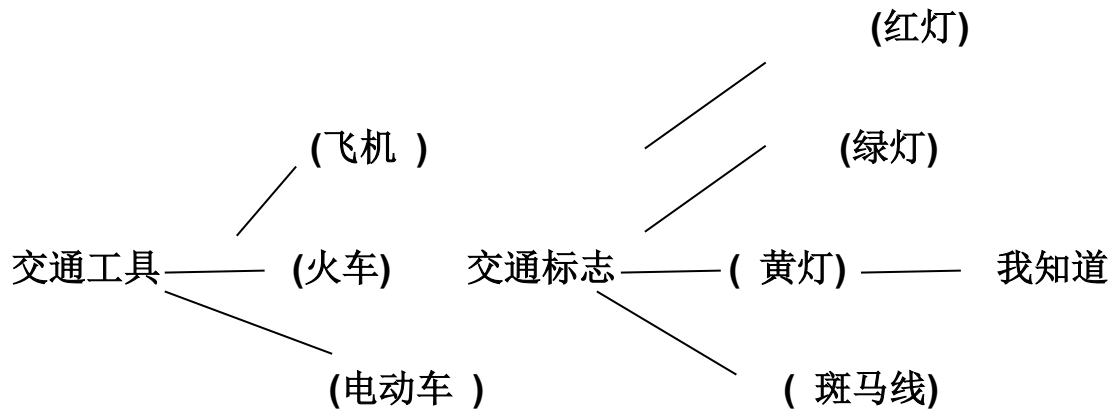 (红灯)
(飞机 ) (绿灯)
交通工具 (火车) 交通标志 ( 黄灯) 我知道
(电动车 ) ( 斑马线)